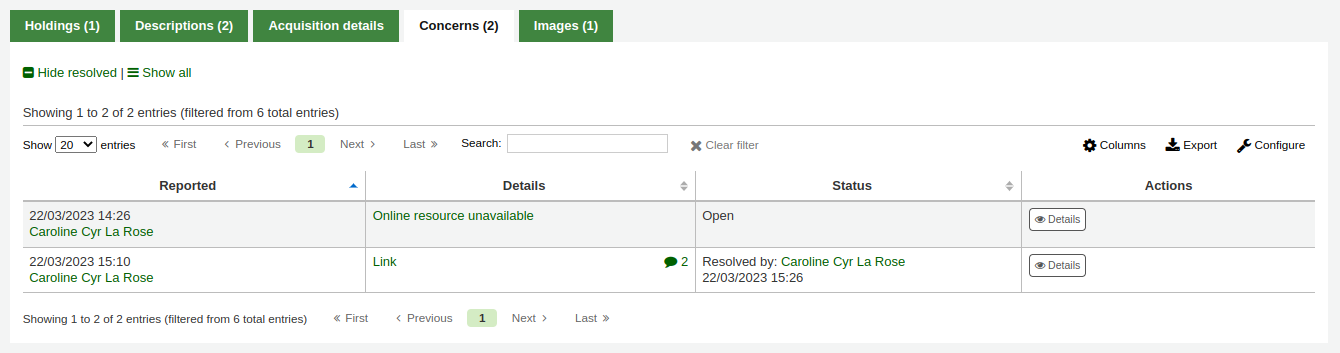 Holdings (1) Descriptions (2) Acquisition details Concerns (2) Images (1)
Hide resolved | Show all
Showing 1 to 2 of 2 entries (filtered from 6 total entries)
Show 20 entries First Previous 1 Next Last Search: Clear filter Columns Export Configure
Reported Details Status Actions
22/03/2023 14:26 Online resource unavailable Open Details
Caroline Cyr La Rose
22/03/2023 15:10 Link 2 Resolved by: Caroline Cyr La Rose Details
Caroline Cyr La Rose 22/03/2023 15:26
Showing 1 to 2 of 2 entries (filtered from 6 total entries) First Previous 1 Next Last